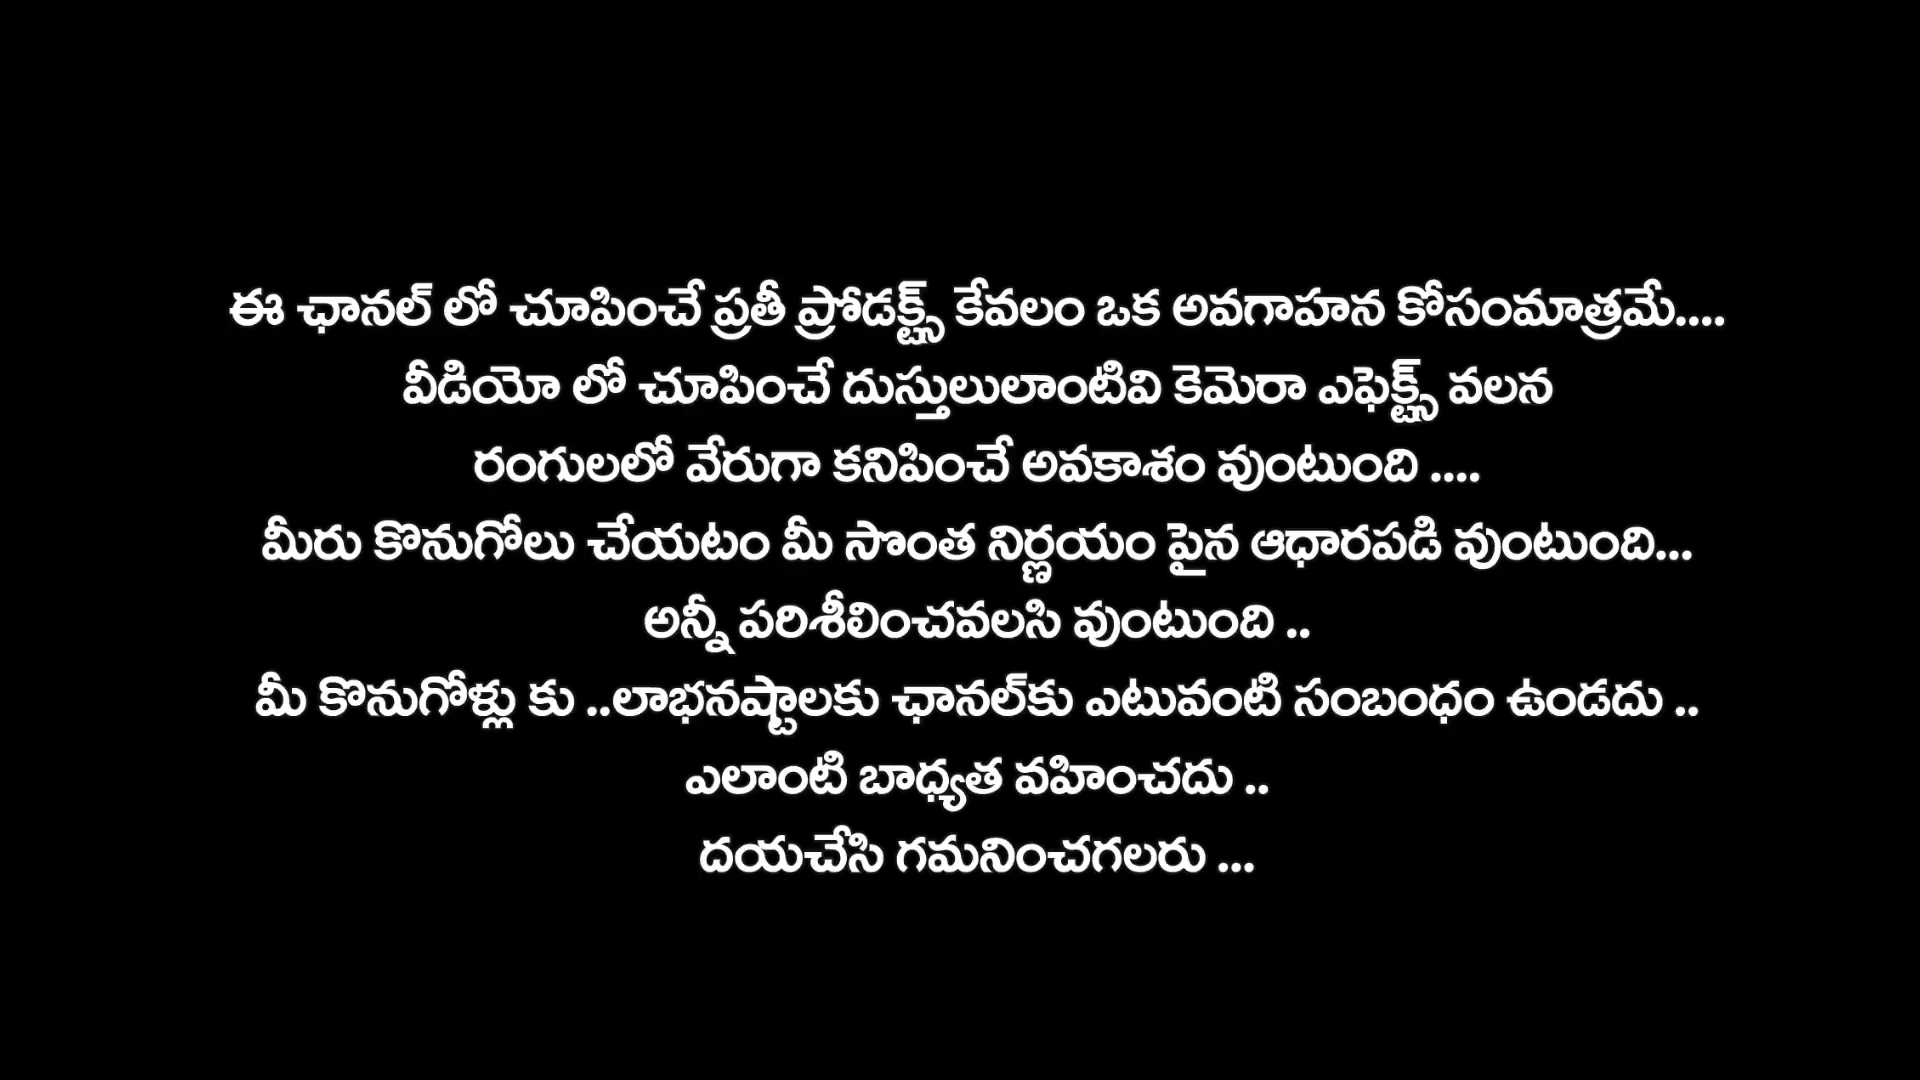 ఈ ఛానల్ లో చూపించే ప్రతీ ప్రోడక్ట్స్ కేవలం ఒక అవగాహన కోసంమాత్రమే....
వీడియో లో చూపించే దుస్తులులాంటివి కెమెరా ఎఫెక్ట్స్ వలన
రంగులలో వేరుగా కనిపించే అవకాశం వుంటుంది ....
మీరు కొనుగోలు చేయటం మీ సొంత నిర్ణయం పైన ఆధారపడి వుంటుంది...
అన్నీ పరిశీలించవలసి వుంటుంది ..
మీ కొనుగోళ్లు కు ..లాభనష్టాలకు ఛానల్‌కు ఎటువంటి సంబంధం ఉండదు ..
ఎలాంటి బాధ్యత వహించదు ..
దయచేసి గమనించగలరు ...